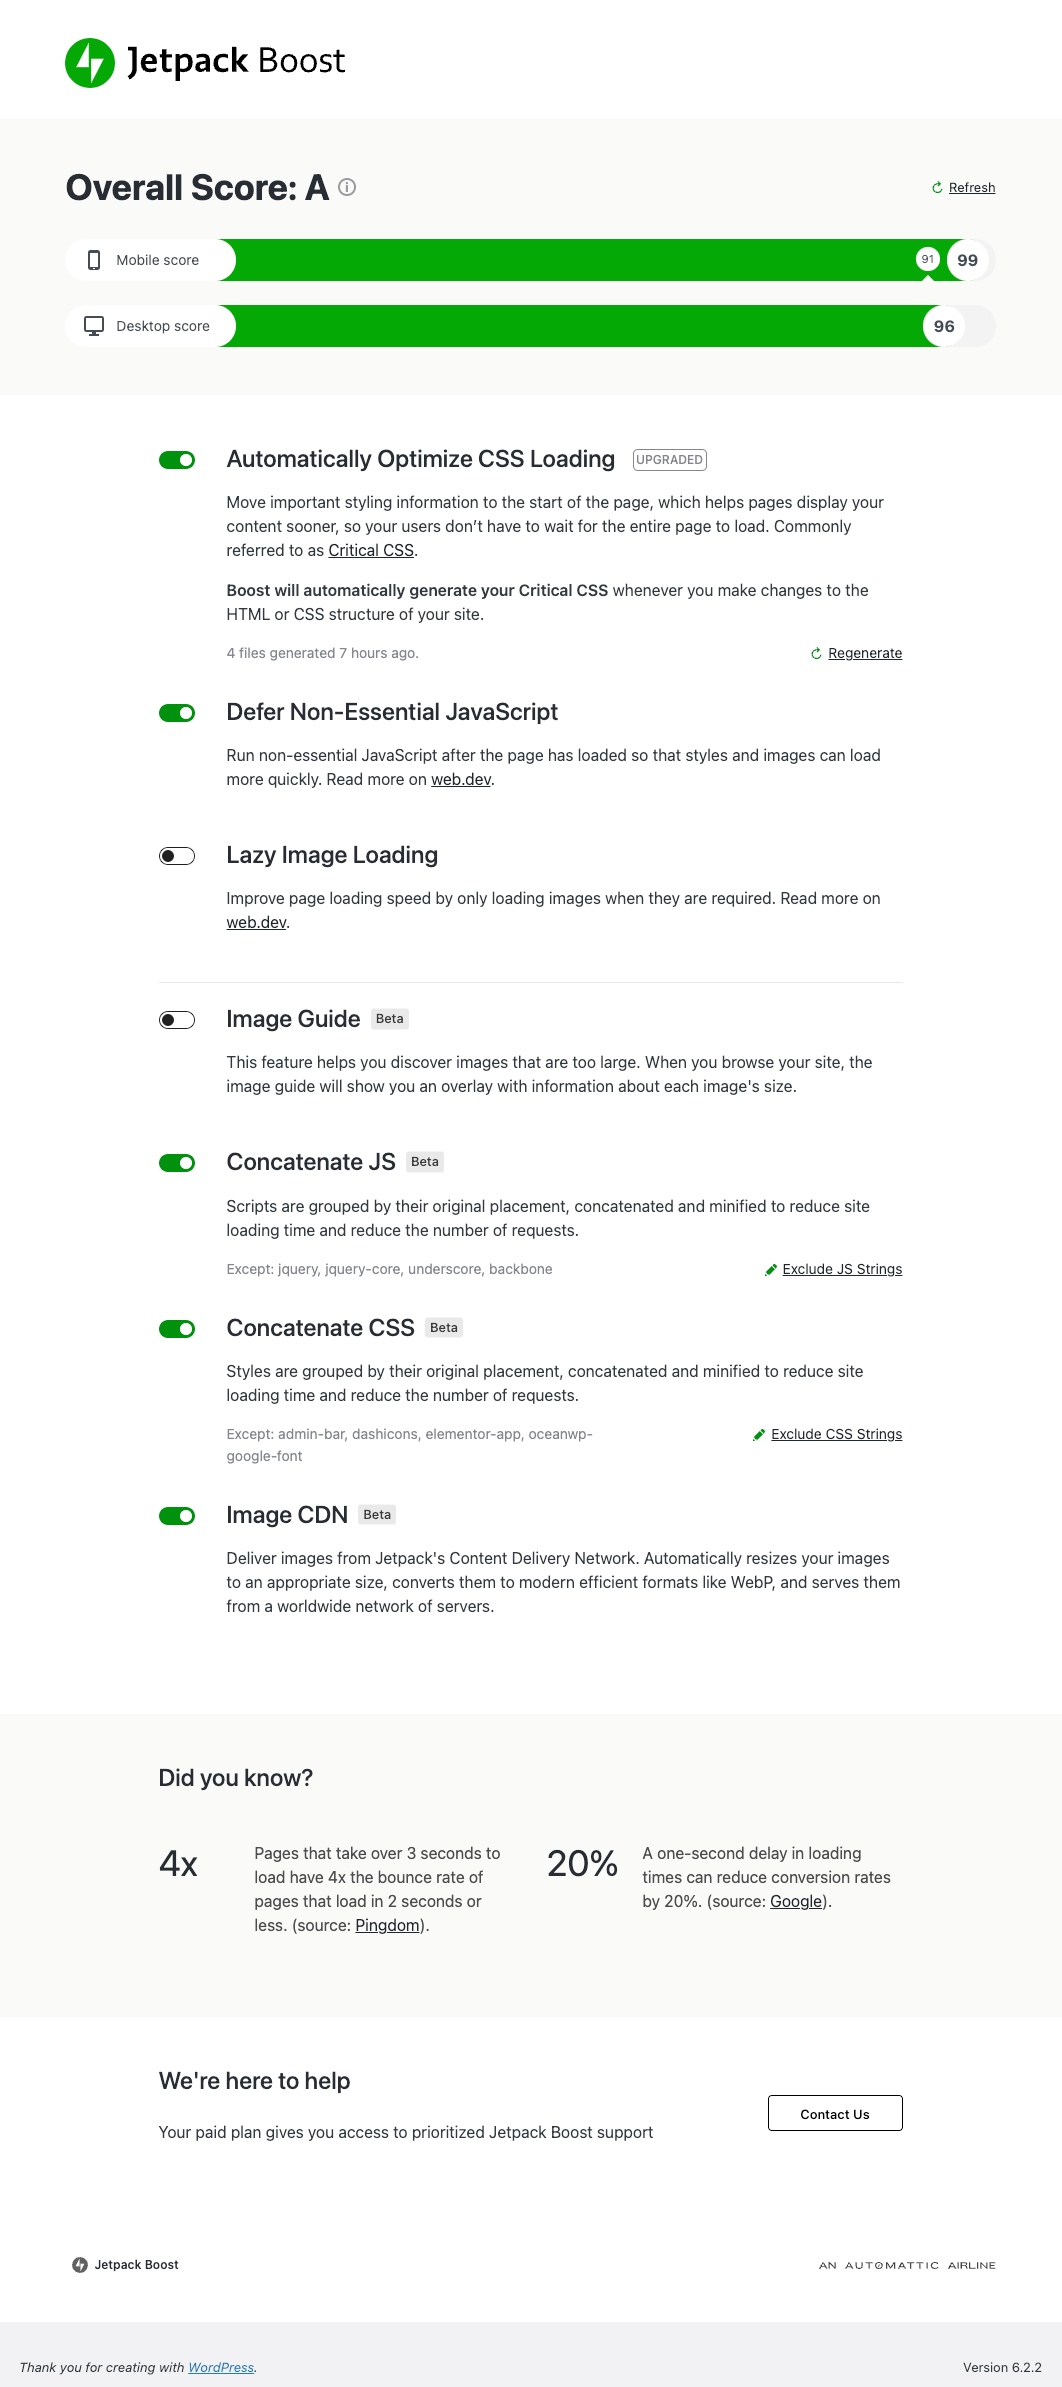 Jetpack Boost
Overall Score: A
Refresh
Mobile score
91
99
Desktop score
96
Automatically Optimize CSS Loading UPGRADED
Move important styling information to the start of the page, which helps pages display your
content sooner, so your users don’t have to wait for the entire page to load. Commonly
referred to as Critical CSS.
Boost will automatically generate your Critical CSS whenever you make changes to the
HTML or CSS structure of your site.
4 files generated 7 hours ago.
Regenerate
Defer Non-Essential JavaScript
Run non-essential JavaScript after the page has loaded so that styles and images can load
more quickly. Read more on web.dev.
Lazy Image Loading
Improve page loading speed by only loading images when they are required. Read more on
web.dev.
Image Guide Beta
This feature helps you discover images that are too large. When you browse your site, the
image guide will show you an overlay with information about each image's size.
Concatenate JS Beta
Scripts are grouped by their original placement, concatenated and minified to reduce site
loading time and reduce the number of requests.
Except: jquery, jquery-core, underscore, backbone
Exclude JS Strings
Concatenate CSS Beta
Styles are grouped by their original placement, concatenated and minified to reduce site
loading time and reduce the number of requests.
Except: admin-bar, dashicons, elementor-app, oceanwp-
google-font
Exclude CSS Strings
Image CDN Beta
Deliver images from Jetpack's Content Delivery Network. Automatically resizes your images
to an appropriate size, converts them to modern efficient formats like WebP, and serves them
from a worldwide network of servers.
Did you know?
4x
Pages that take over 3 seconds to
load have 4x the bounce rate of
pages that load in 2 seconds or
less. (source: Pingdom).
20%
A one-second delay in loading
times can reduce conversion rates
by 20%. (source: Google).
We're here to help
Your paid plan gives you access to prioritized Jetpack Boost support
Contact Us
Jetpack Boost
AN AUTOMATTIC AIRLINE
Thank you for creating with WordPress.
Version 6.2.2